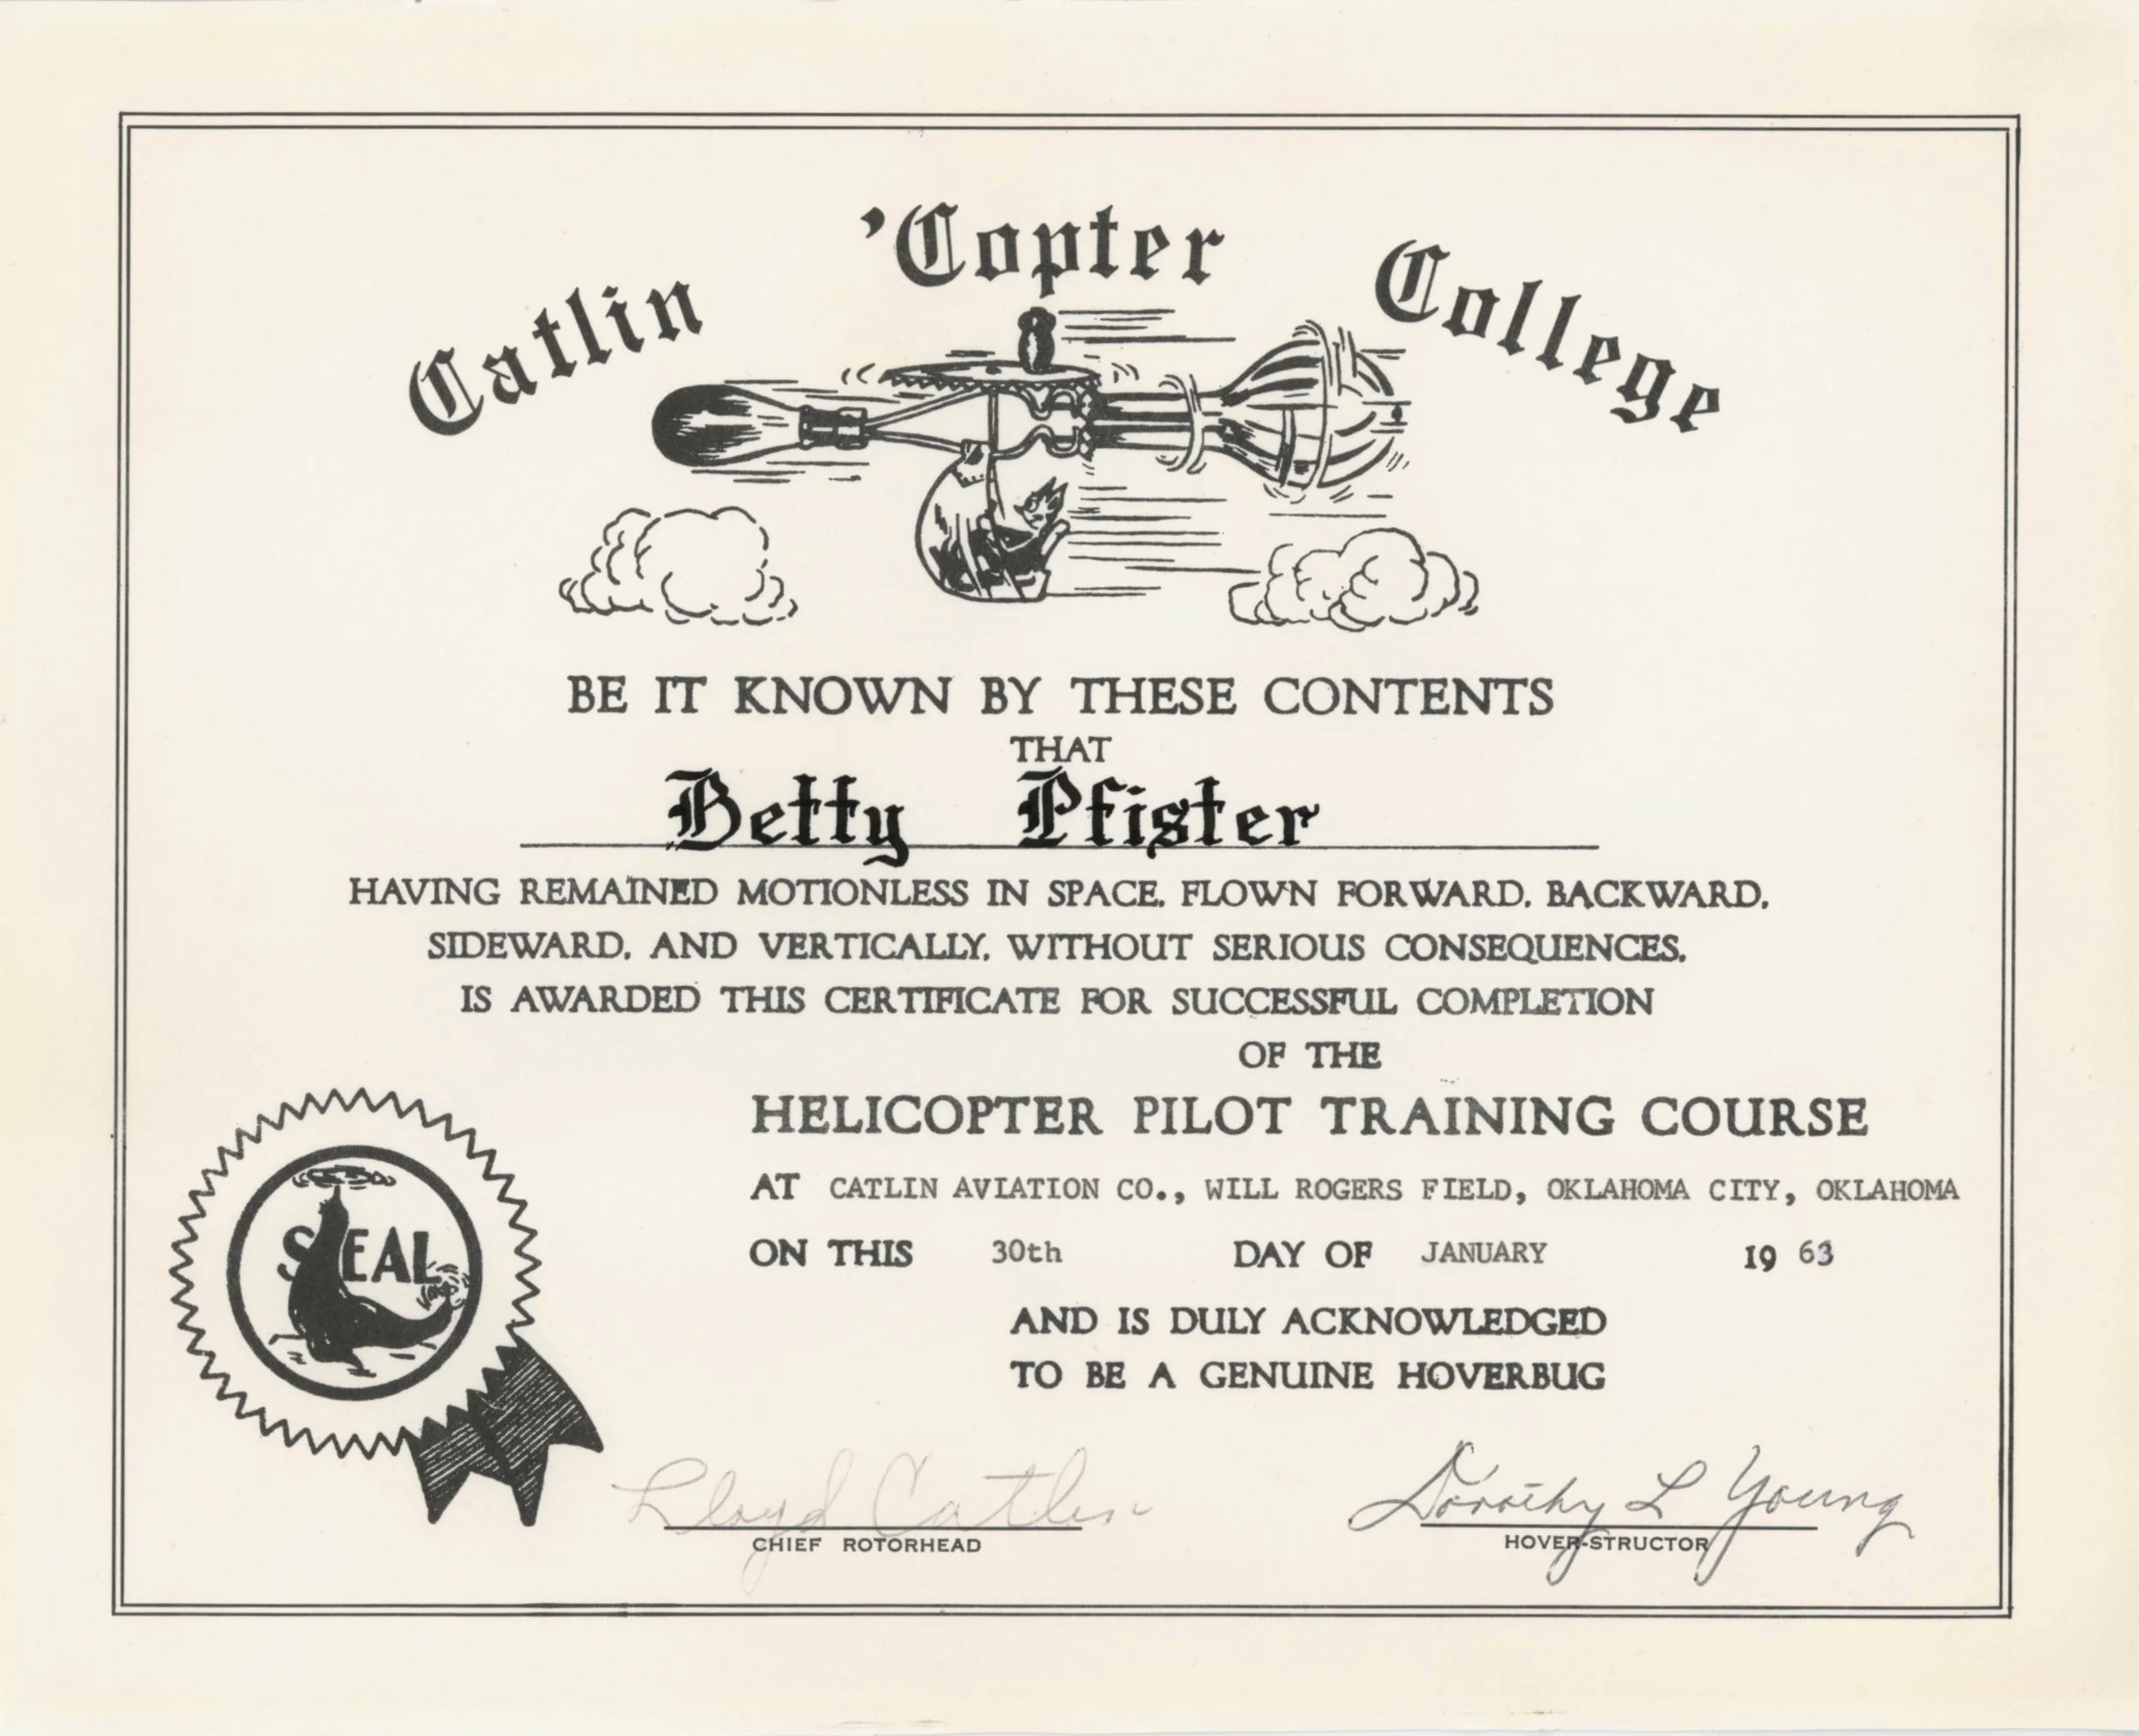 Catlin 'Copter College
BE IT KNOWN BY THESE CONTENTS
THAT
Betty Pfister
HAVING REMAINED MOTIONLESS IN SPACE, FLOWN FORWARD, BACKWARD,
SIDEWARD, AND VERTICALLY, WITHOUT SERIOUS CONSEQUENCES,
IS AWARDED THIS CERTIFICATE FOR SUCCESSFUL COMPLETION
OF THE
HELICOPTER PILOT TRAINING COURSE
AT CATLIN AVIATION CO., WILL ROGERS FIELD, OKLAHOMA CITY, OKLAHOMA
ON THIS 30th DAY OF JANUARY 19 63
AND IS DULY ACKNOWLEDGED
TO BE A GENUINE HOVERBUG
SEAL
Lloyd Catlin
CHIEF ROTORHEAD
Dorothy L Young
HOVER-STRUCTOR